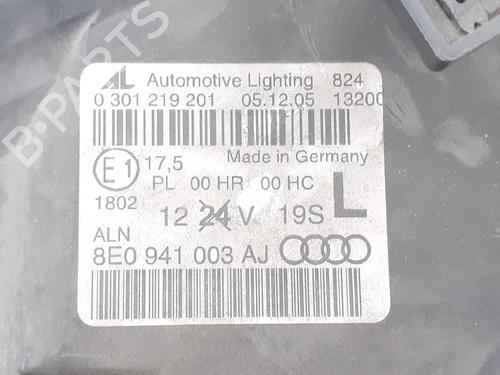 AL Automotive Lighting 824
0 301 219 201 05.12.05 13200
E1 17,5 Made in Germany
PL 00 HR 00 HC
1802
12 24 V 19S L
ALN
8E0 941 003 AJ
B-PARTS